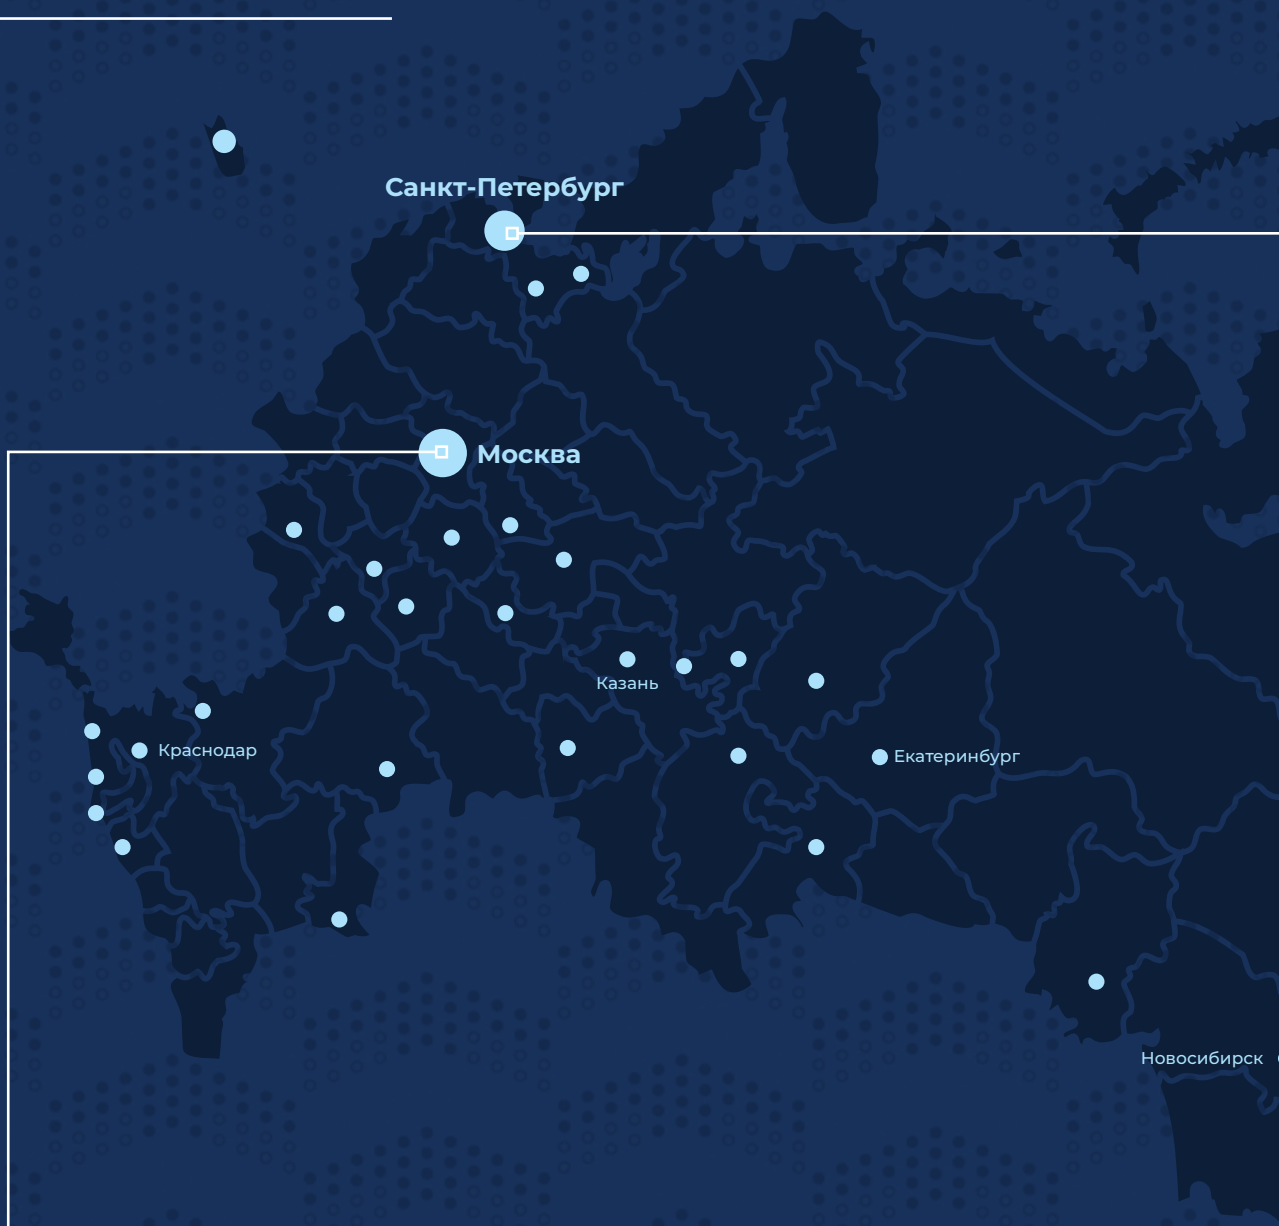 Санкт-Петербург
Москва
Казань
Краснодар
Екатеринбург
Новосибирск